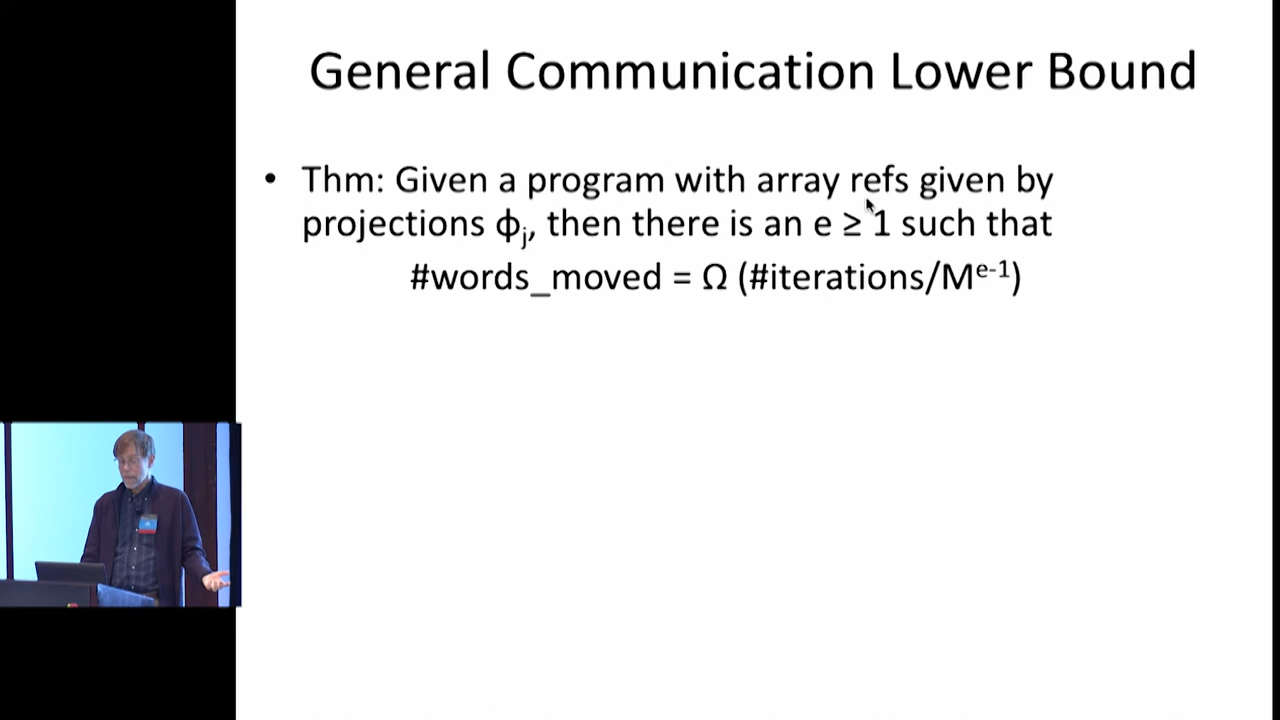 General Communication Lower Bound
• Thm: Given a program with array refs given by
projections ϕⱼ, then there is an e ≥ 1 such that
#words_moved = Ω (#iterations/Mᵉ⁻¹)